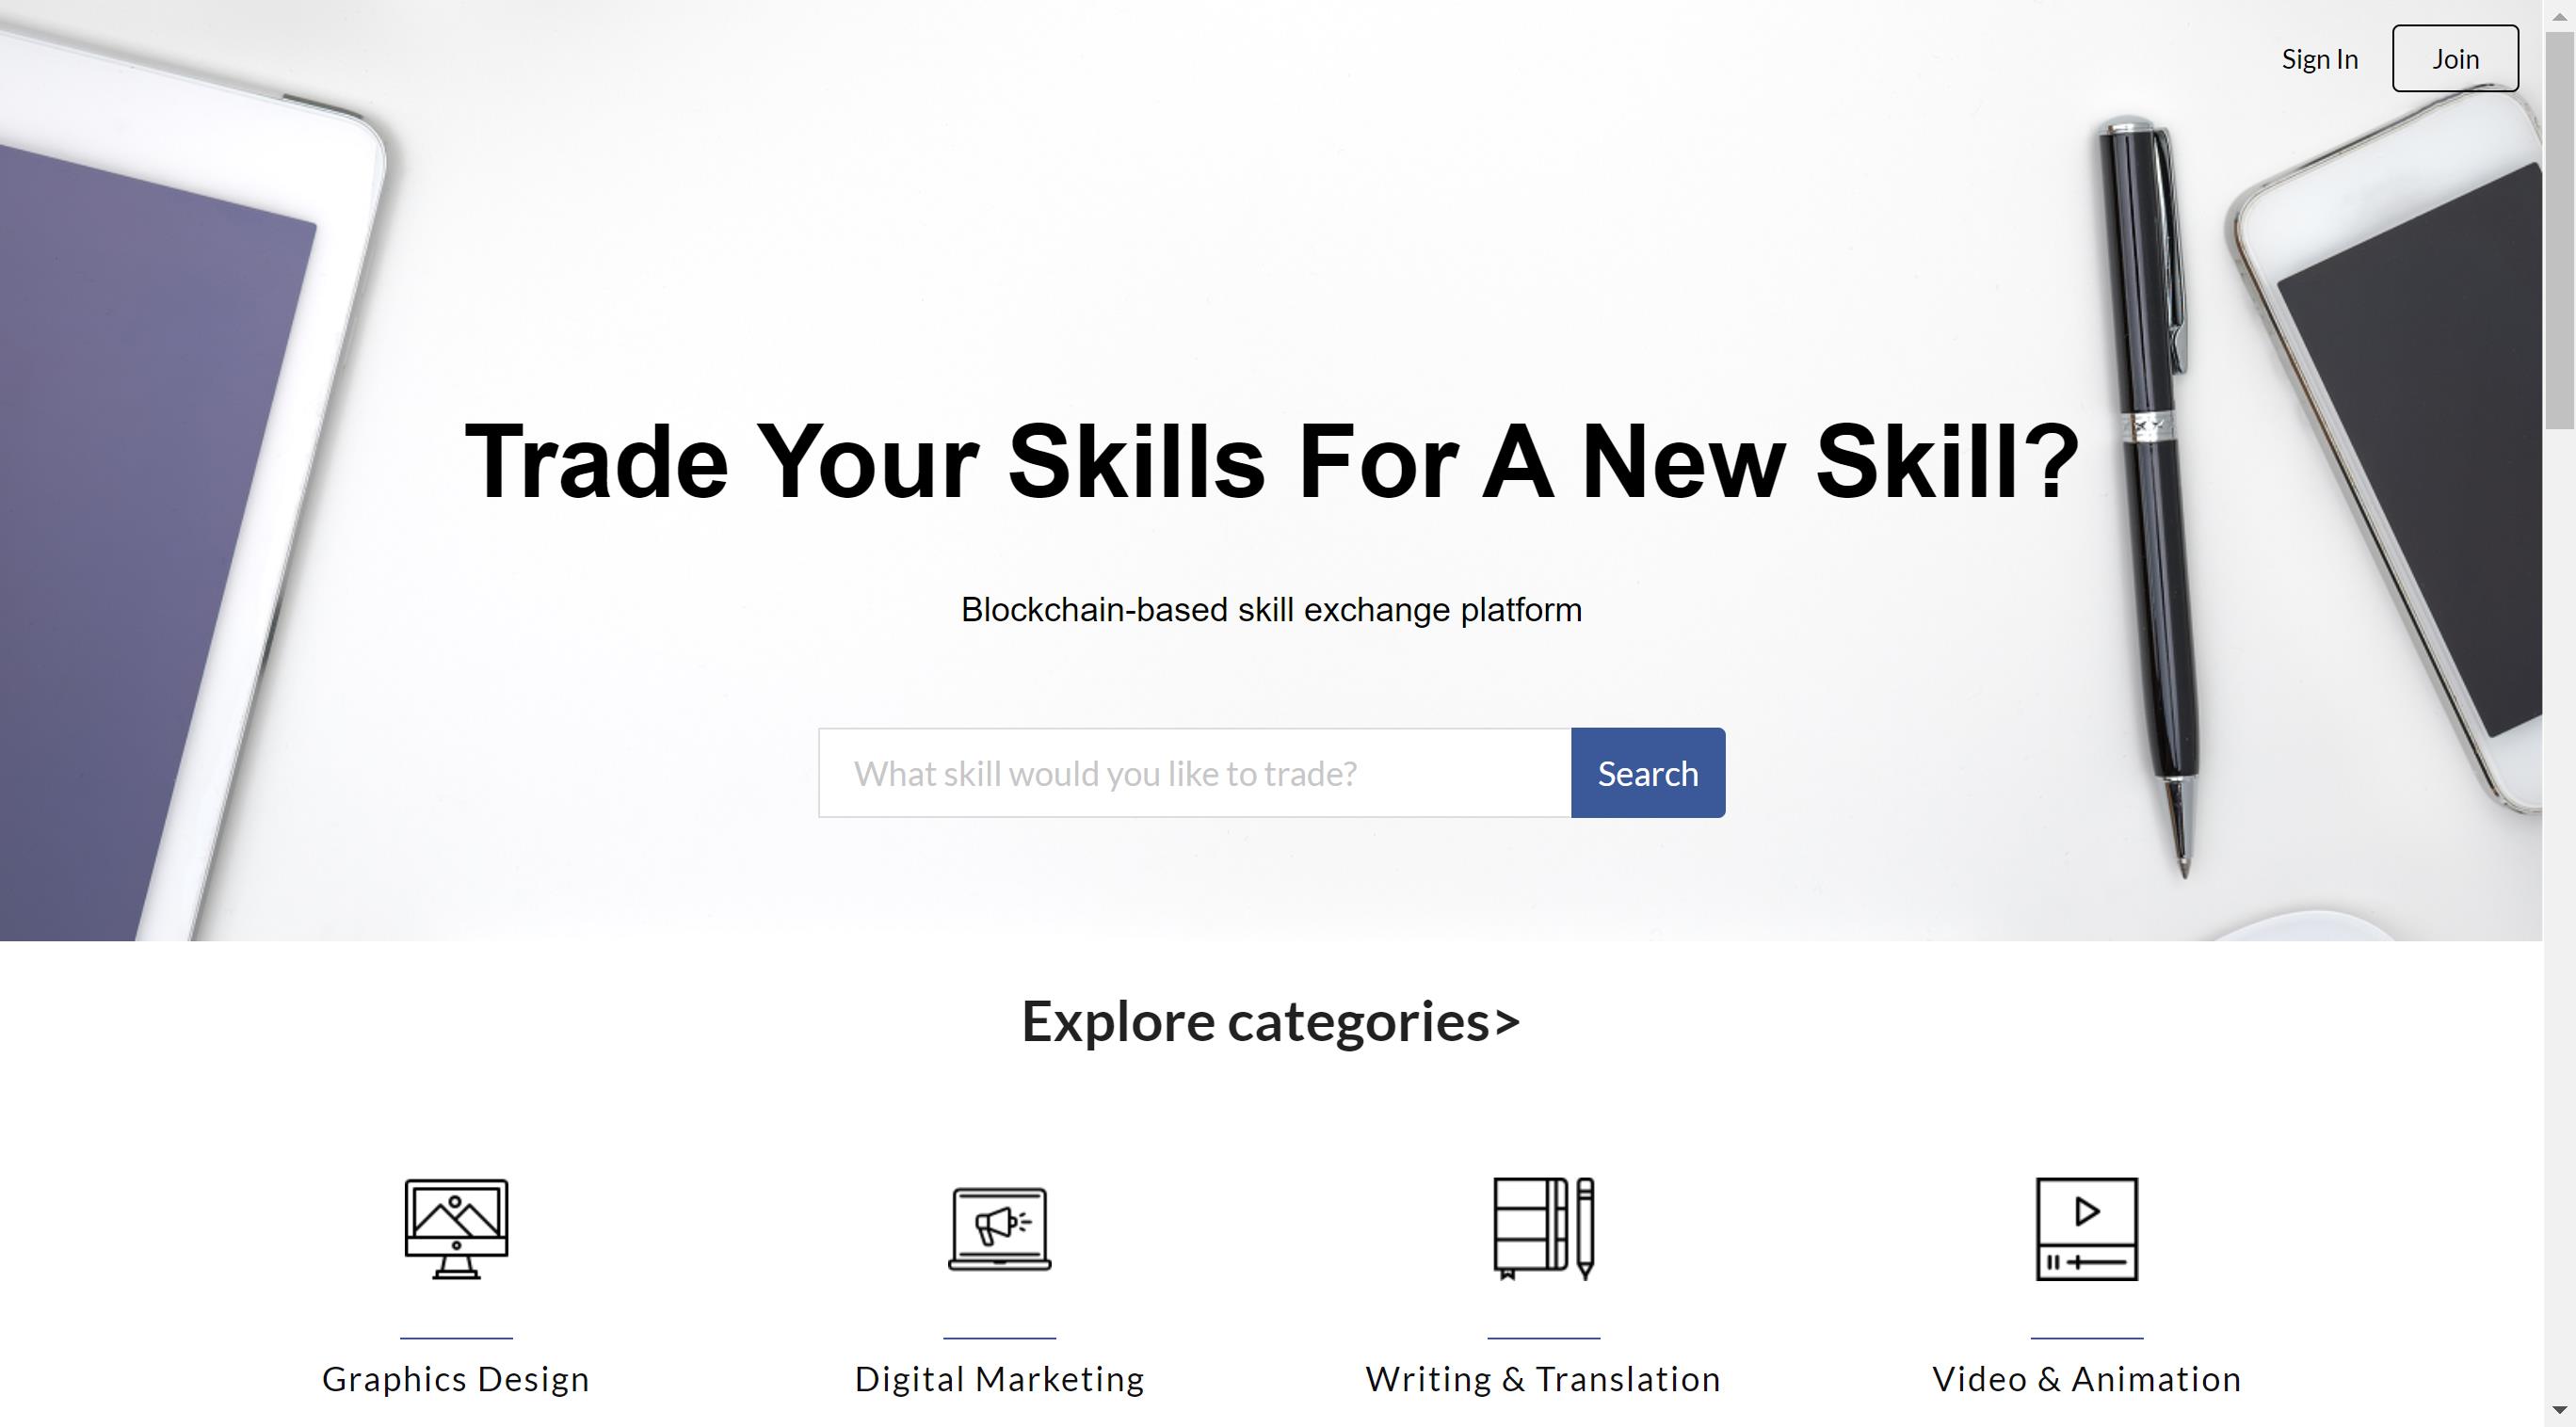 Sign In
Join
Trade Your Skills For A New Skill?
Blockchain-based skill exchange platform
What skill would you like to trade?
Search
Explore categories>
Graphics Design
Digital Marketing
Writing & Translation
Video & Animation